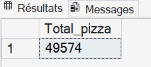 Résultats Messages
Total_pizza
1 49574